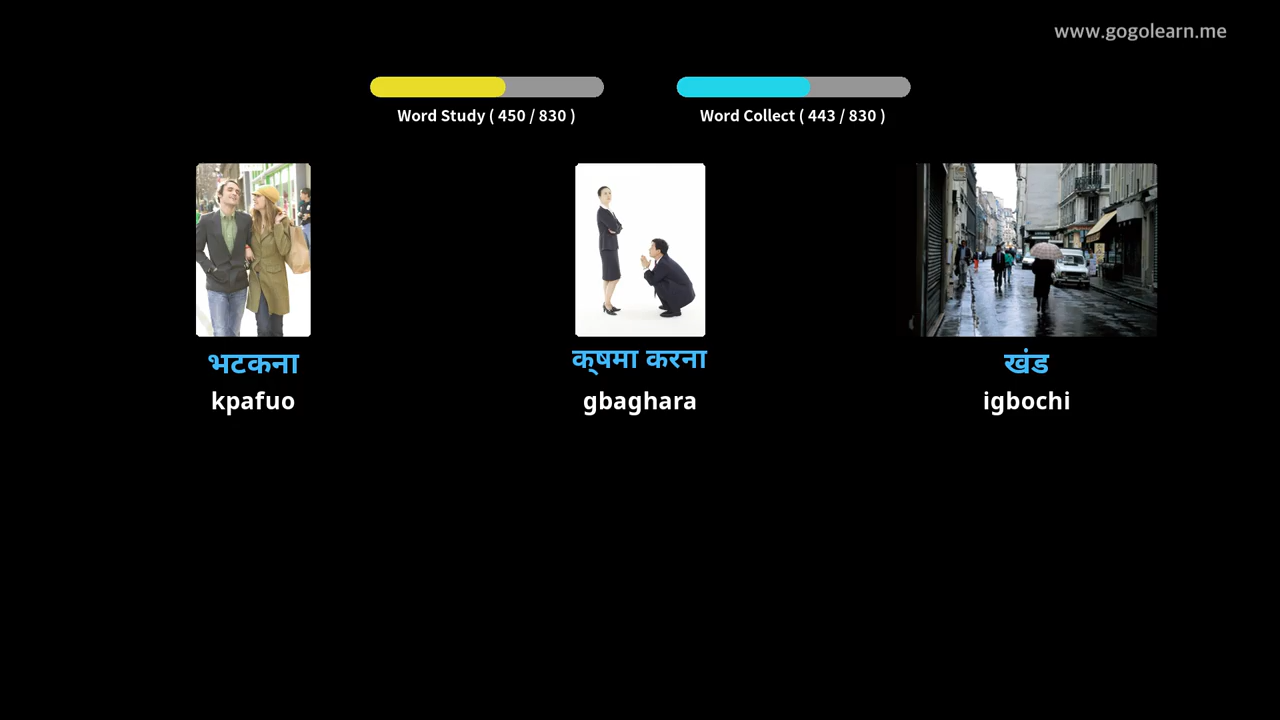 www.gogolearn.me
Word Study ( 450 / 830 )
Word Collect ( 443 / 830 )
भटकना
क्षमा करना
खंड
kpafuo
gbaghara
igbochi